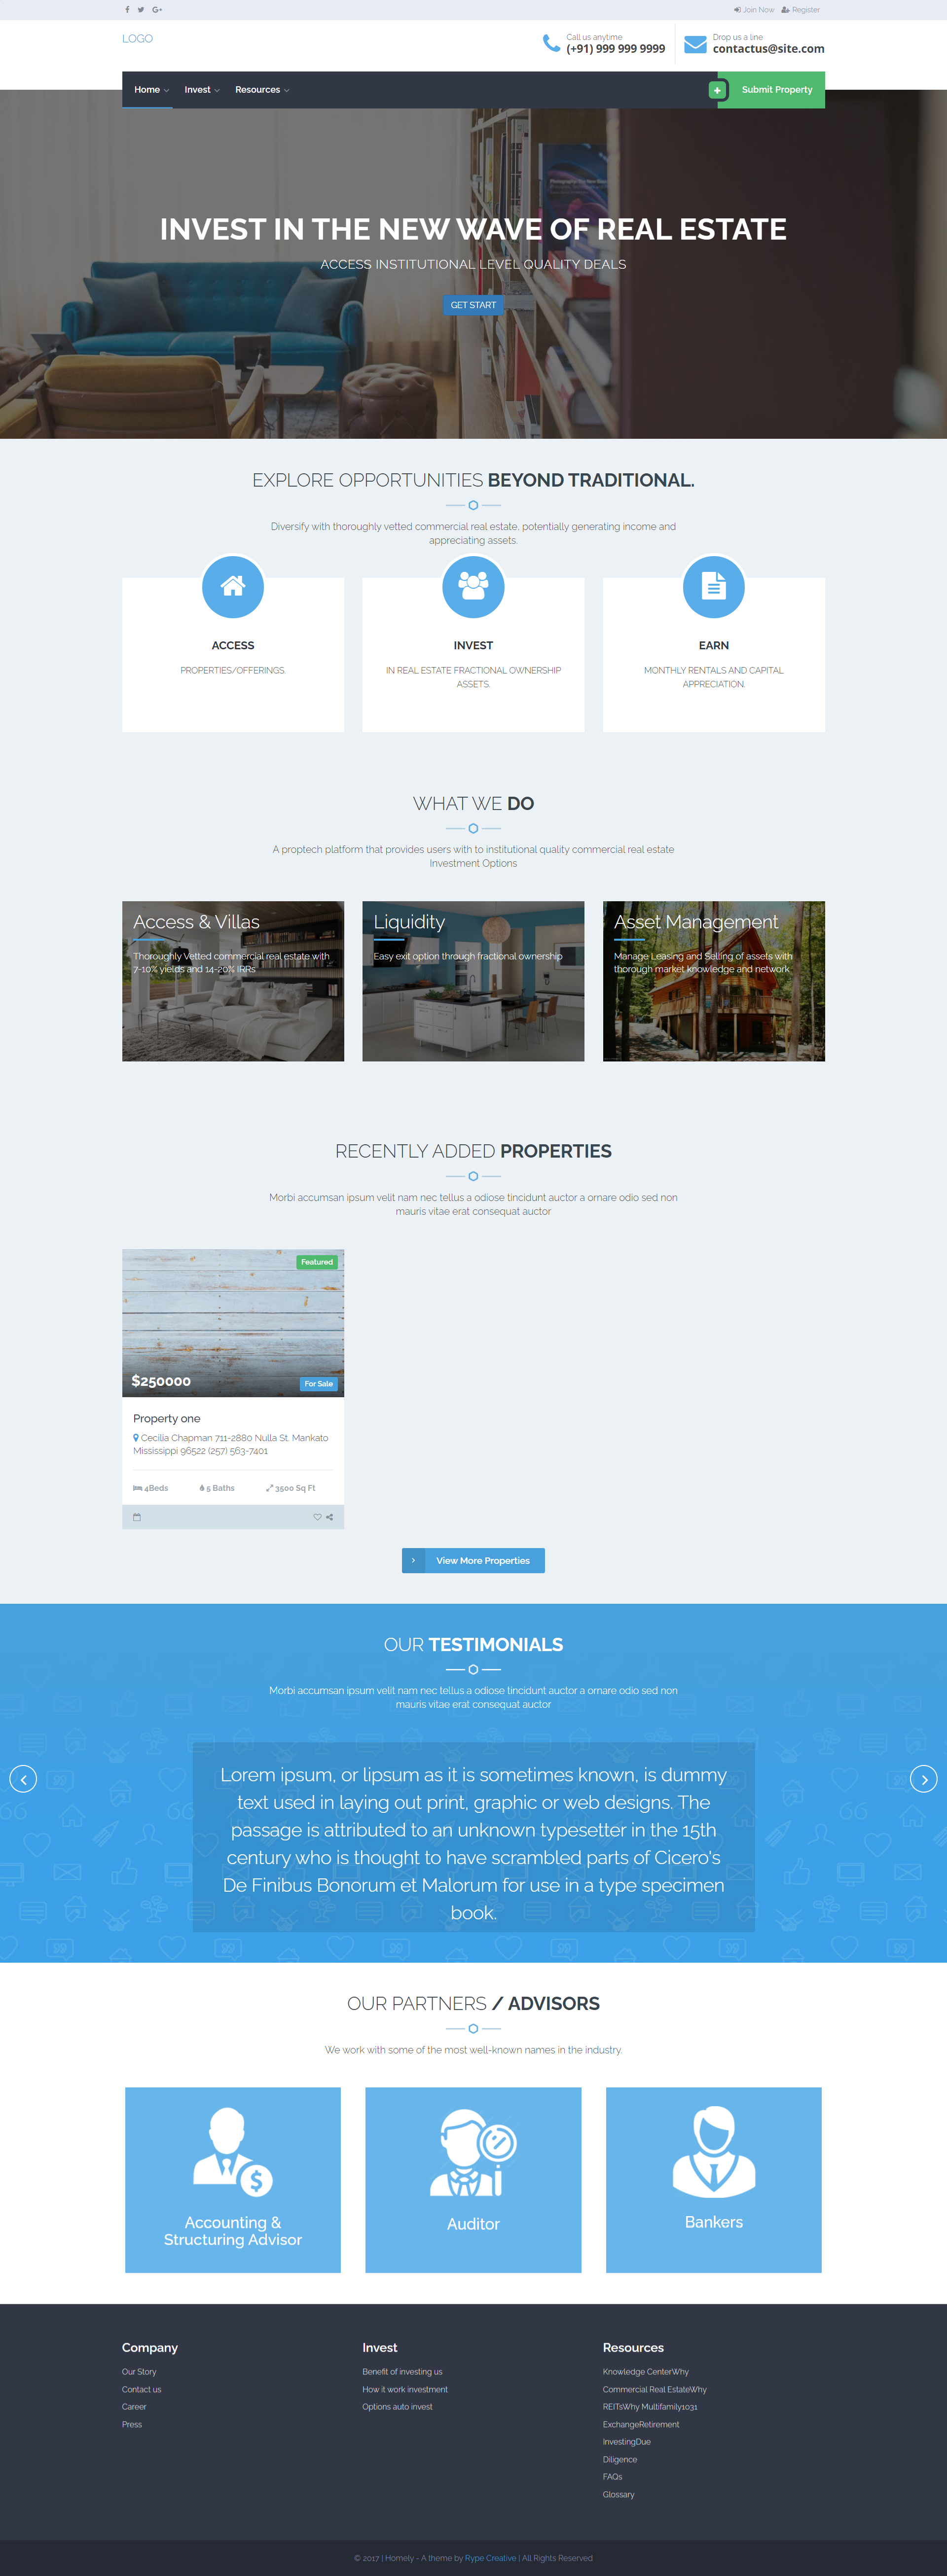 Join Now Register
LOGO
Call us anytime
(+91) 999 999 9999
Drop us a line
contactus@site.com
Home Invest Resources
Submit Property
INVEST IN THE NEW WAVE OF REAL ESTATE
ACCESS INSTITUTIONAL LEVEL QUALITY DEALS
GET START
EXPLORE OPPORTUNITIES BEYOND TRADITIONAL.
Diversify with thoroughly vetted commercial real estate. potentially generating income and
appreciating assets.
ACCESS
PROPERTIES/OFFERINGS.
INVEST
IN REAL ESTATE FRACTIONAL OWNERSHIP
ASSETS.
EARN
MONTHLY RENTALS AND CAPITAL
APPRECIATION.
WHAT WE DO
A proptech platform that provides users with to institutional quality commercial real estate
Investment Options
Access & Villas
Thoroughly Vetted commercial real estate with
7-10% yields and 14-20% IRRs
Liquidity
Easy exit option through fractional ownership
Asset Management
Manage Leasing and Selling of assets with
thorough market knowledge and network
RECENTLY ADDED PROPERTIES
Morbi accumsan ipsum velit nam nec tellus a odiose tincidunt auctor a ornare odio sed non
mauris vitae erat consequat auctor
Featured
$250000
For Sale
Property one
Cecilia Chapman 711-2880 Nulla St. Mankato
Mississippi 96522 (257) 563-7401
4Beds 5 Baths 3500 Sq Ft
View More Properties
OUR TESTIMONIALS
Morbi accumsan ipsum velit nam nec tellus a odiose tincidunt auctor a ornare odio sed non
mauris vitae erat consequat auctor
Lorem ipsum, or lipsum as it is sometimes known, is dummy
text used in laying out print, graphic or web designs. The
passage is attributed to an unknown typesetter in the 15th
century who is thought to have scrambled parts of Cicero's
De Finibus Bonorum et Malorum for use in a type specimen
book.
OUR PARTNERS / ADVISORS
We work with some of the most well-known names in the industry.
Accounting &
Structuring Advisor
Auditor
Bankers
Company
Our Story
Contact us
Career
Press
Invest
Benefit of investing us
How it work investment
Options auto invest
Resources
Knowledge CenterWhy
Commercial Real EstateWhy
REITsWhy Multifamily1031
ExchangeRetirement
InvestingDue
Diligence
FAQs
Glossary
© 2017 | Homely - A theme by Rype Creative | All Rights Reserved